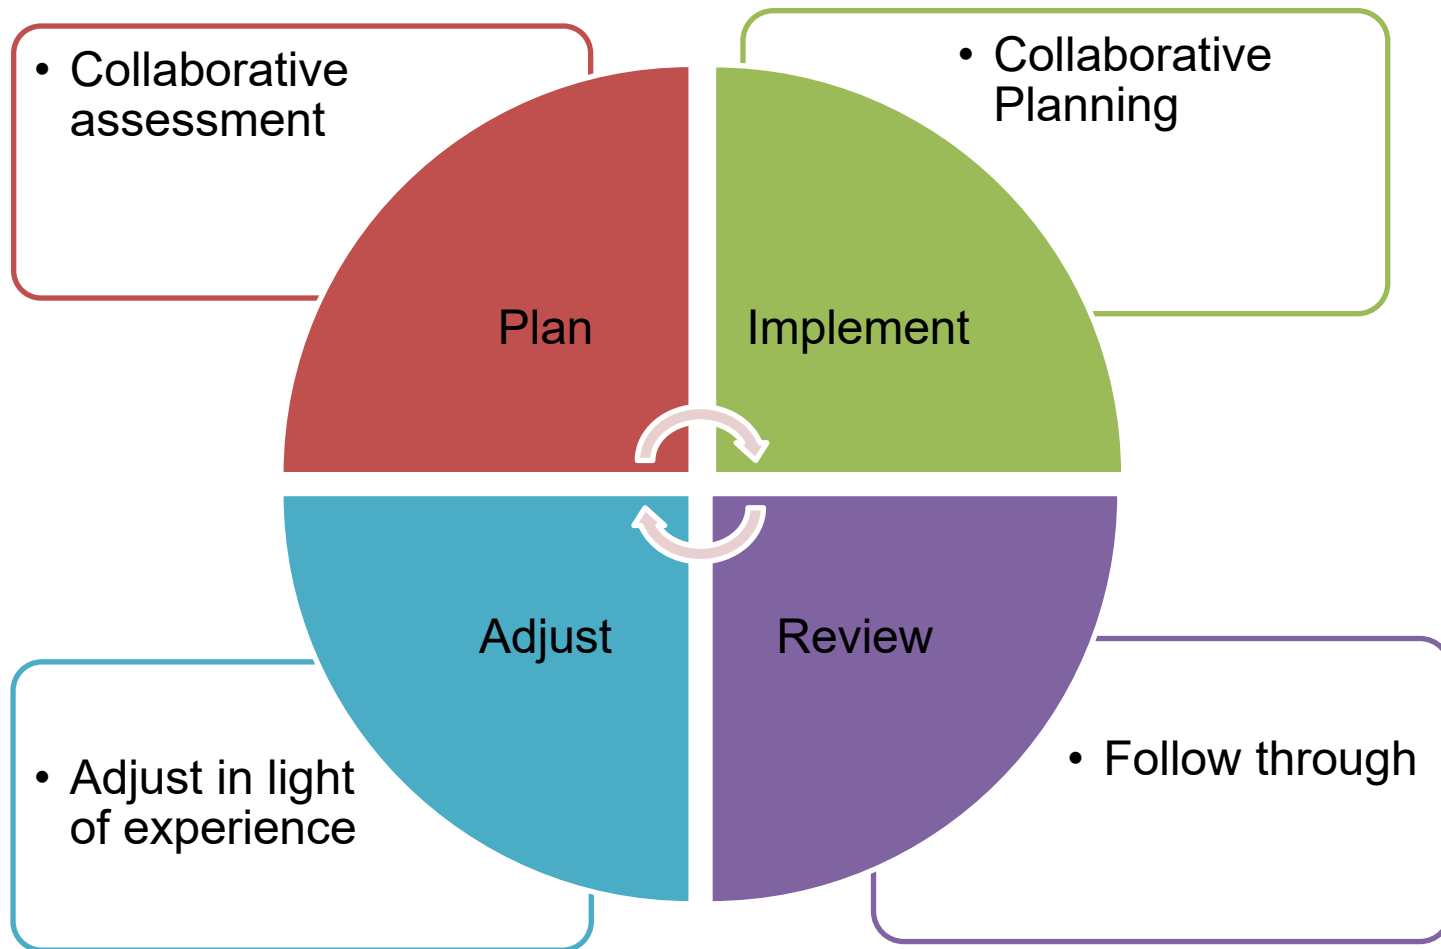 • Collaborative
assessment
• Collaborative
Planning
Plan
Implement
Adjust
Review
• Adjust in light
of experience
• Follow through